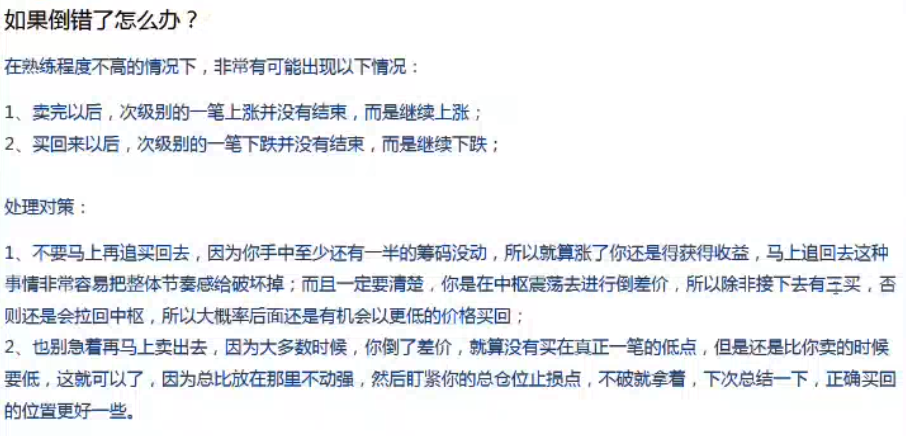 如果倒错了怎么办？
在熟练程度不高的情况下，非常有可能出现以下情况：
1、卖完以后，次级别的一笔上涨并没有结束，而是继续上涨；
2、买回来以后，次级别的一笔下跌并没有结束，而是继续下跌；
处理对策：
1、不要马上再追买回去，因为你手中至少还有一半的筹码没动，所以就算涨了你还是得获得收益，马上追回去这种
事情非常容易把整体节奏感给破坏掉；而且一定要清楚，你是在中枢震荡去进行倒差价，所以除非接下去有三买，否
则还是会拉回中枢，所以大概率后面还是有机会以更低的价格买回；
2、也别急着再马上卖出去，因为大多数时候，你倒了差价，就算没有买在真正一笔的低点，但是还是比你卖的时候
要低，这就可以了，因为总比放在那里不动强，然后盯紧你的总仓位止损点，不破就拿着，下次总结一下，正确买回
的位置更好一些。